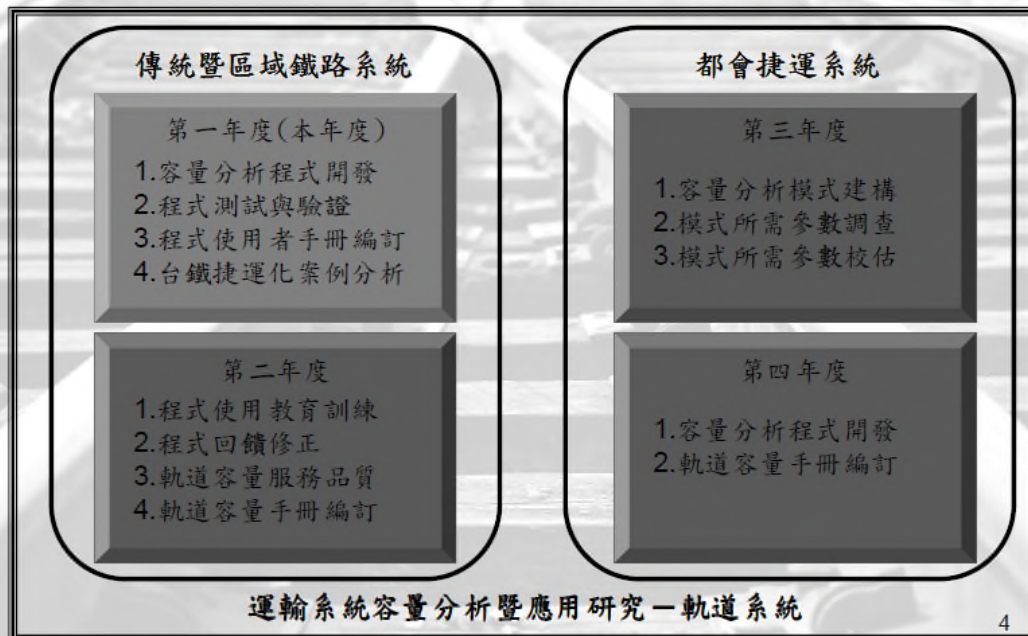 傳統暨區域鐵路系統
第一年度(本年度)
1.容量分析程式開發
2.程式測試與驗證
3.程式使用者手冊編訂
4.台鐵捷運化案例分析
第二年度
1.程式使用教育訓練
2.程式回饋修正
3.軌道容量服務品質
4.軌道容量手冊編訂
都會捷運系統
第三年度
1.容量分析模式建構
2.模式所需參數調查
3.模式所需參數校估
第四年度
1.容量分析程式開發
2.軌道容量手冊編訂
運輸系統容量分析暨應用研究－軌道系統
4